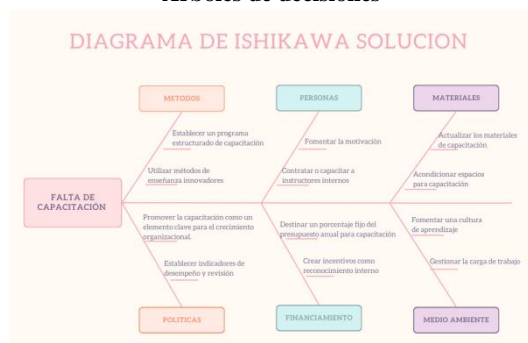 DIAGRAMA DE ISHIKAWA SOLUCION
METODOS
PERSONAS
MATERIALES
Establecer un programa
estructurado de capacitación
Fomentar la motivación
Actualizar los materiales
de capacitación
Utilizar métodos de
enseñanza innovadores
Contratar o capacitar a
instructores internos
Acondicionar espacios
para capacitación
FALTA DE
CAPACITACIÓN
Promover la capacitación como un
elemento clave para el crecimiento
organizacional.
Destinar un porcentaje fijo del
presupuesto anual para capacitación
Fomentar una cultura
de aprendizaje
Establecer indicadores de
desempeño y revisión
Crear incentivos como
reconocimiento interno
Gestionar la carga de trabajo
POLITICAS
FINANCIAMIENTO
MEDIO AMBIENTE